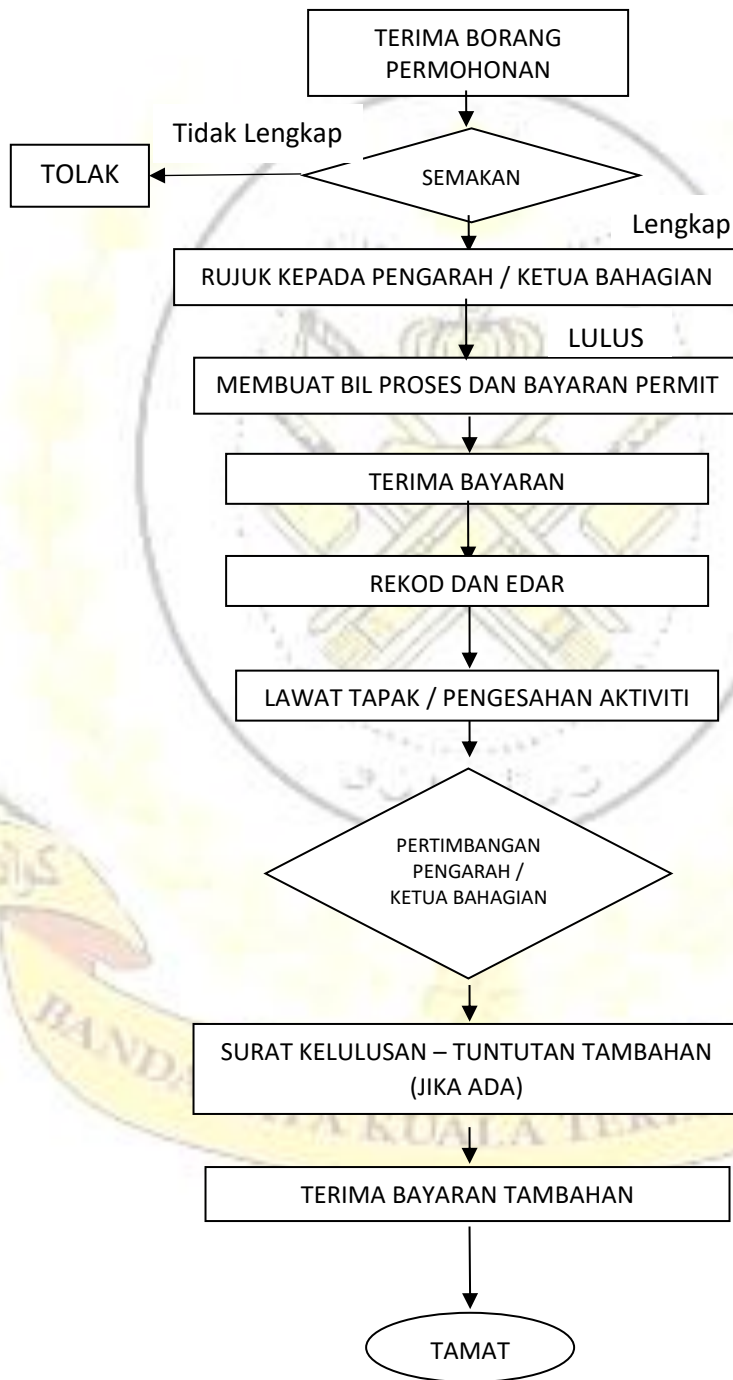 TERIMA BORANG
PERMOHONAN
Tidak Lengkap
TOLAK
SEMAKAN
Lengkap
RUJUK KEPADA PENGARAH / KETUA BAHAGIAN
LULUS
MEMBUAT BIL PROSES DAN BAYARAN PERMIT
TERIMA BAYARAN
REKOD DAN EDAR
LAWAT TAPAK / PENGESAHAN AKTIVITI
PERTIMBANGAN
PENGARAH /
KETUA BAHAGIAN
SURAT KELULUSAN – TUNTUTAN TAMBAHAN
(JIKA ADA)
KUALA
TERIMA BAYARAN TAMBAHAN
TAMAT